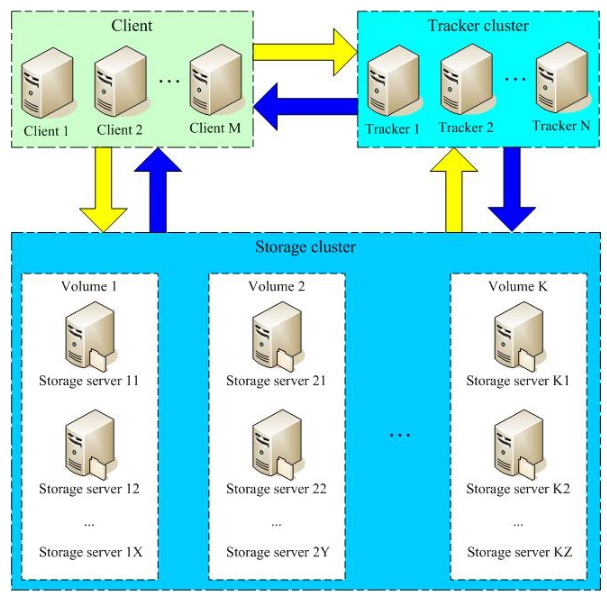 Client
Tracker cluster
...
...
Client 1
Client 2
Client M
Tracker 1
Tracker 2
Tracker N
Storage cluster
Volume 1
Volume 2
Volume K
Storage server 11
Storage server 21
Storage server K1
...
Storage server 12
Storage server 22
Storage server K2
...
...
...
Storage server 1X
Storage server 2Y
Storage server KZ